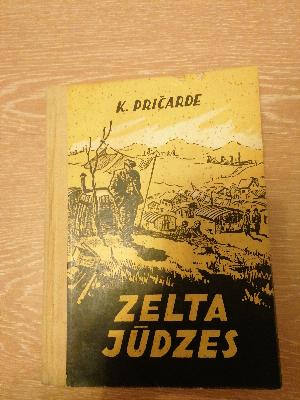 K. PRIČARDE
ZELTA
JŪDZES